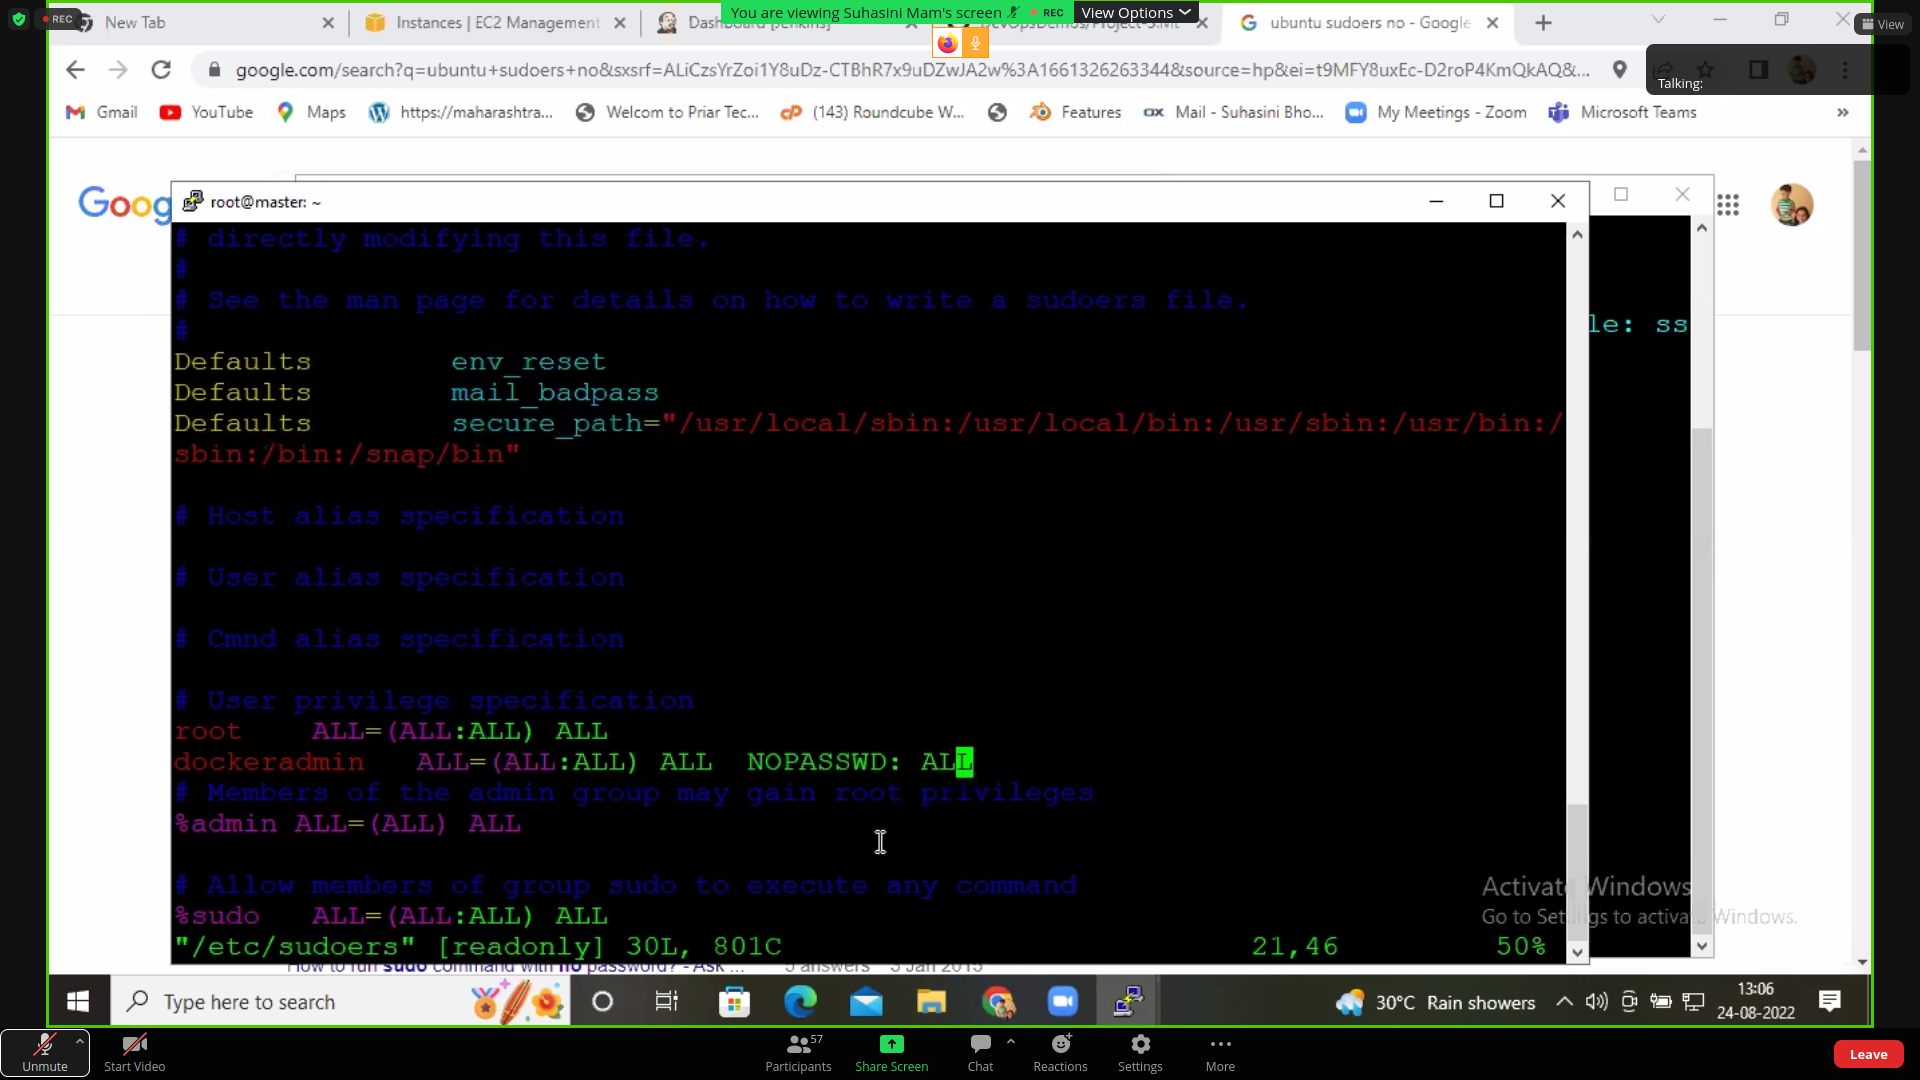 REC
New Tab
Instances | EC2 Management
You are viewing Suhasini Mam's screen
REC
View Options
ubuntu sudoers no - Google
View
google.com/search?q=ubuntu+sudoers+no&sxsrf=ALiCzsYrZoi1Y8uDz-CTBhR7x9uDZwJA2w%3A1661326263344&source=hp&ei=t9MFY8uxEc-D2roP4KmQkAQ&...
Talking:
Gmail
YouTube
Maps
https://maharashtra...
Welcom to Priar Tec...
(143) Roundcube W...
Features
Mail - Suhasini Bho...
My Meetings - Zoom
Microsoft Teams
»
Goog
root@master: ~
# directly modifying this file.
#
# See the man page for details on how to write a sudoers file.
#
le: ss
Defaults env_reset
Defaults mail_badpass
Defaults secure_path="/usr/local/sbin:/usr/local/bin:/usr/sbin:/usr/bin:/
sbin:/bin:/snap/bin"
# Host alias specification
# User alias specification
# Cmnd alias specification
# User privilege specification
root ALL=(ALL:ALL) ALL
dockeradmin ALL=(ALL:ALL) ALL NOPASSWD: ALL
# Members of the admin group may gain root privileges
%admin ALL=(ALL) ALL
# Allow members of group sudo to execute any command
%sudo ALL=(ALL:ALL) ALL
"/etc/sudoers" [readonly] 30L, 801C 21,46 50%
Activate Windows
Go to Settings to activate Windows.
How to run sudo command with no password? - Ask ... 5 answers 3 Jan 2015
Type here to search
30°C Rain showers
13:06
24-08-2022
Unmute
Start Video
57
Participants
Share Screen
Chat
Reactions
Settings
More
Leave